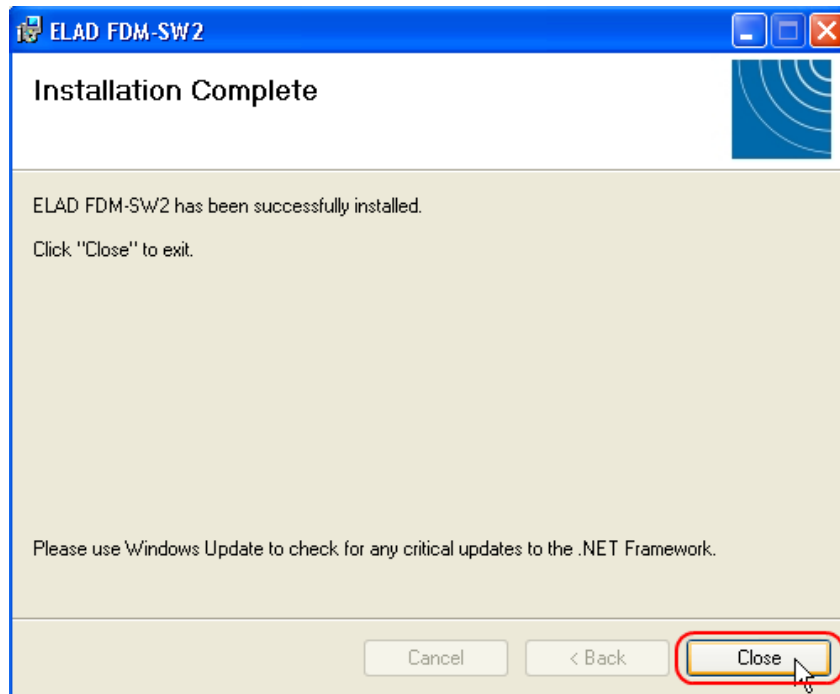 ELAD FDM-SW2
Installation Complete
ELAD FDM-SW2 has been successfully installed.
Click "Close" to exit.
Please use Windows Update to check for any critical updates to the .NET Framework.
Cancel
< Back
Close